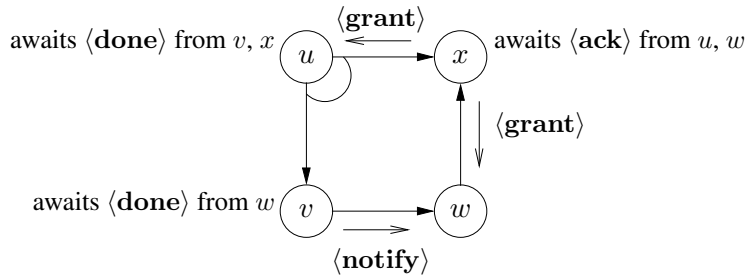 ⟨grant⟩
awaits ⟨done⟩ from v, x
u
x
awaits ⟨ack⟩ from u, w
⟨grant⟩
awaits ⟨done⟩ from w
v
w
⟨notify⟩